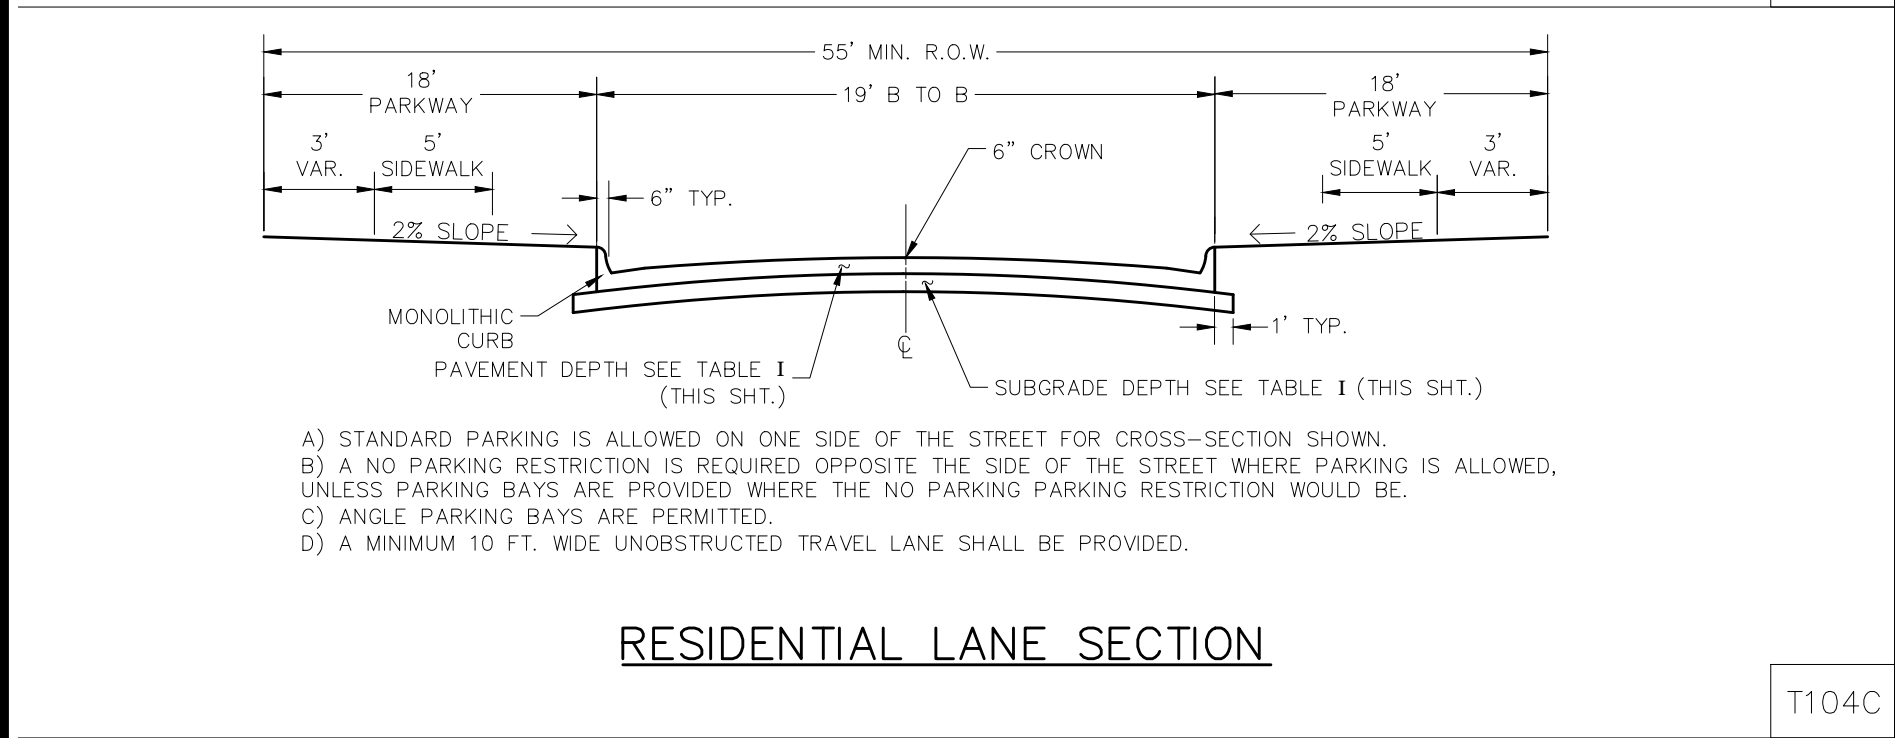 55' MIN. R.O.W.
18'
PARKWAY
19' B TO B
18'
PARKWAY
3'
VAR.
5'
SIDEWALK
6" CROWN
5'
SIDEWALK
3'
VAR.
6" TYP.
2% SLOPE
2% SLOPE
MONOLITHIC
CURB
1' TYP.
℄
PAVEMENT DEPTH SEE TABLE I
(THIS SHT.)
SUBGRADE DEPTH SEE TABLE I (THIS SHT.)
A) STANDARD PARKING IS ALLOWED ON ONE SIDE OF THE STREET FOR CROSS-SECTION SHOWN.
B) A NO PARKING RESTRICTION IS REQUIRED OPPOSITE THE SIDE OF THE STREET WHERE PARKING IS ALLOWED,
UNLESS PARKING BAYS ARE PROVIDED WHERE THE NO PARKING PARKING RESTRICTION WOULD BE.
C) ANGLE PARKING BAYS ARE PERMITTED.
D) A MINIMUM 10 FT. WIDE UNOBSTRUCTED TRAVEL LANE SHALL BE PROVIDED.
RESIDENTIAL LANE SECTION
T104C